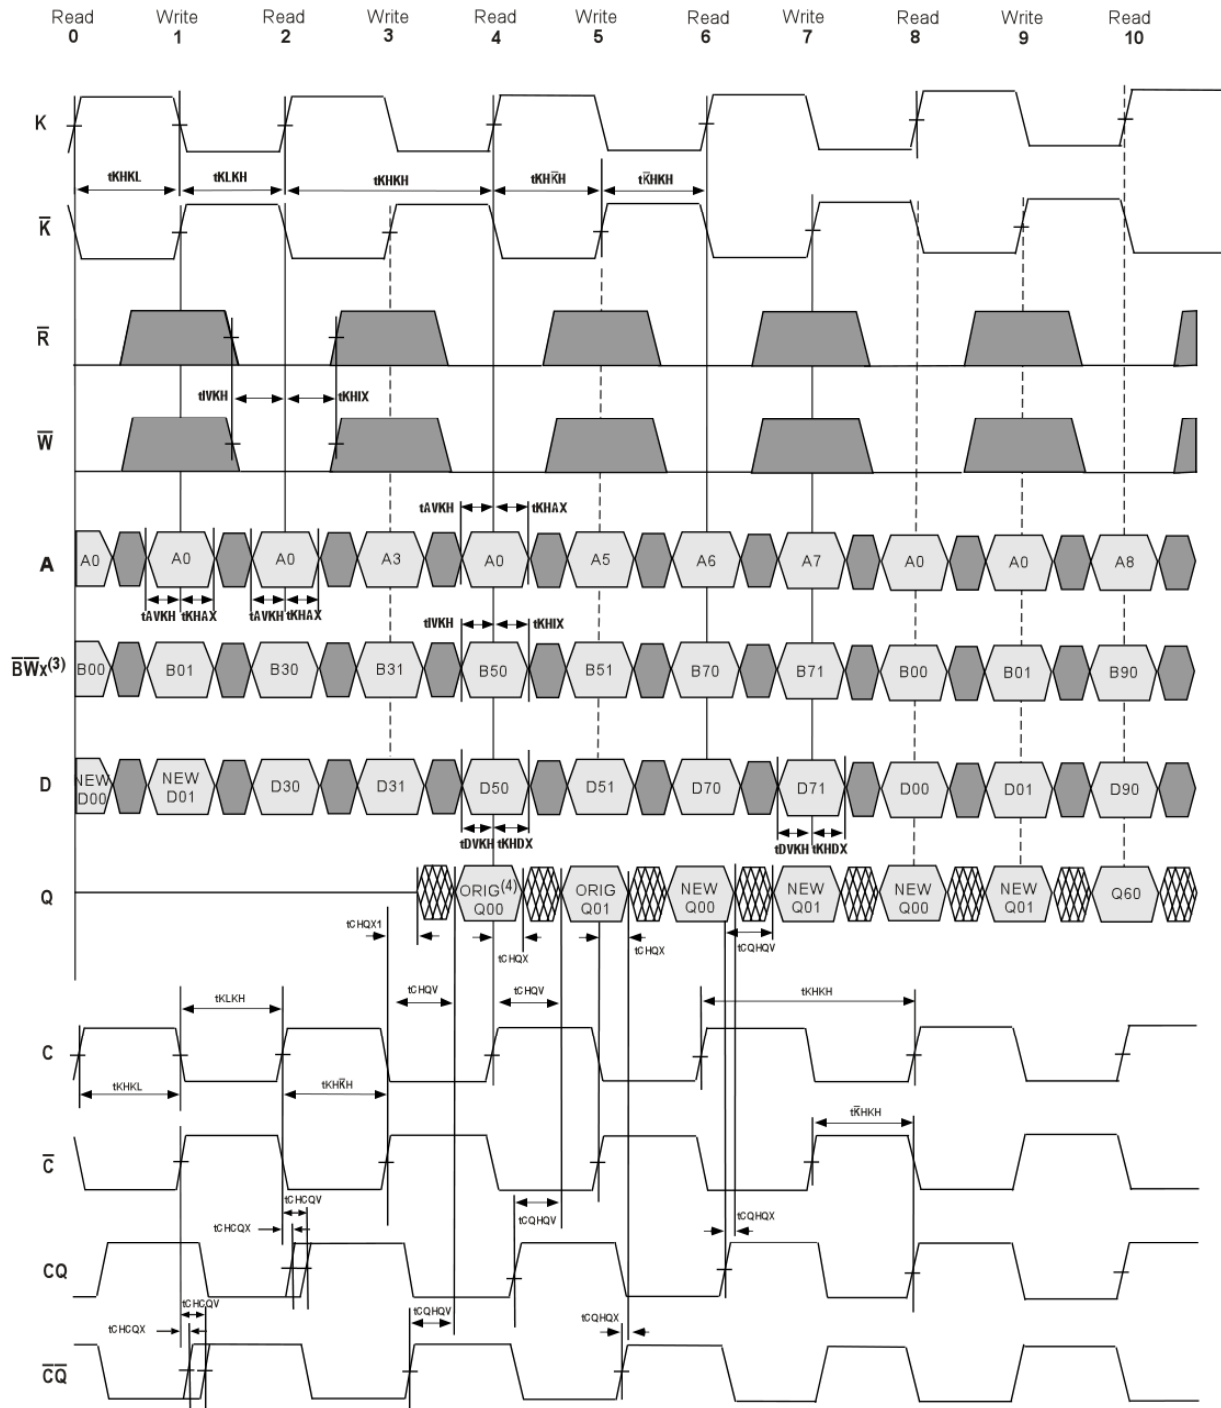 Read Write Read Write Read Write Read Write Read Write Read
0 1 2 3 4 5 6 7 8 9 10
K
tKHKL tKLKH tKHKH tKHK̅H tK̅HKH
K̅
R̅
tIVKH tKHIX
W̅
tAVKH tKHAX
A A0 A0 A0 A3 A0 A5 A6 A7 A0 A0 A8
tAVKH tKHAX tAVKH tKHAX
tIVKH tKHIX
B̅W̅x(3) B00 B01 B30 B31 B50 B51 B70 B71 B00 B01 B90
D NEW D00 NEW D01 D30 D31 D50 D51 D70 D71 D00 D01 D90
tDVKH tKHDX tDVKH tKHDX
Q ORIG(4) Q00 ORIG Q01 NEW Q00 NEW Q01 NEW Q00 NEW Q01 Q60
tCHQX1 tCHQX tCHQX tCQHQV
tKLKH tCHQV tCHQV tKHKH
C
tKHKL tKHK̅H
tK̅HKH
C̅
tCHCQV tCQHQV
tCHCQX tCQHQX
CQ
tCHCQV tCQHQV tCQHQX
tCHCQX
C̅Q̅